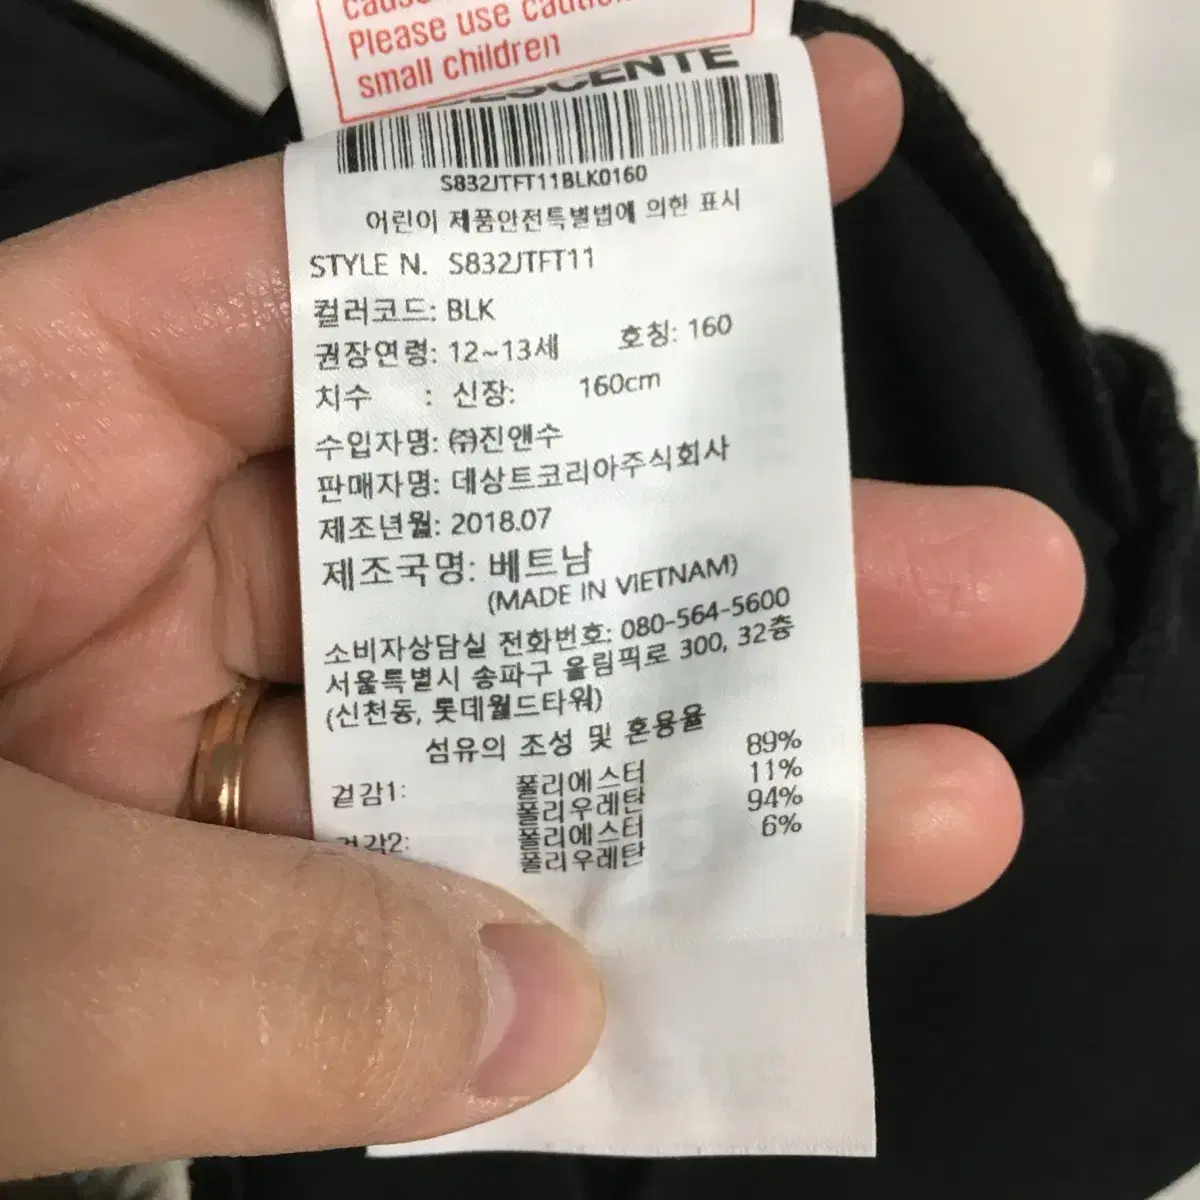 Please use caution
small children
DESCENTE
S832JTFT11BLK0160
어린이 제품안전특별법에 의한 표시
STYLE N. S832JTFT11
컬러코드: BLK
권장연령: 12~13세 호칭: 160
치수 : 신장: 160cm
수입자명: ㈜진앤수
판매자명: 데상트코리아주식회사
제조년월: 2018.07
제조국명: 베트남
(MADE IN VIETNAM)
소비자상담실 전화번호: 080-564-5600
서울특별시 송파구 올림픽로 300, 32층
(신천동, 롯데월드타워)
섬유의 조성 및 혼용율
겉감1: 폴리에스터 89%
폴리우레탄 11%
겉감2: 폴리에스터 94%
폴리우레탄 6%